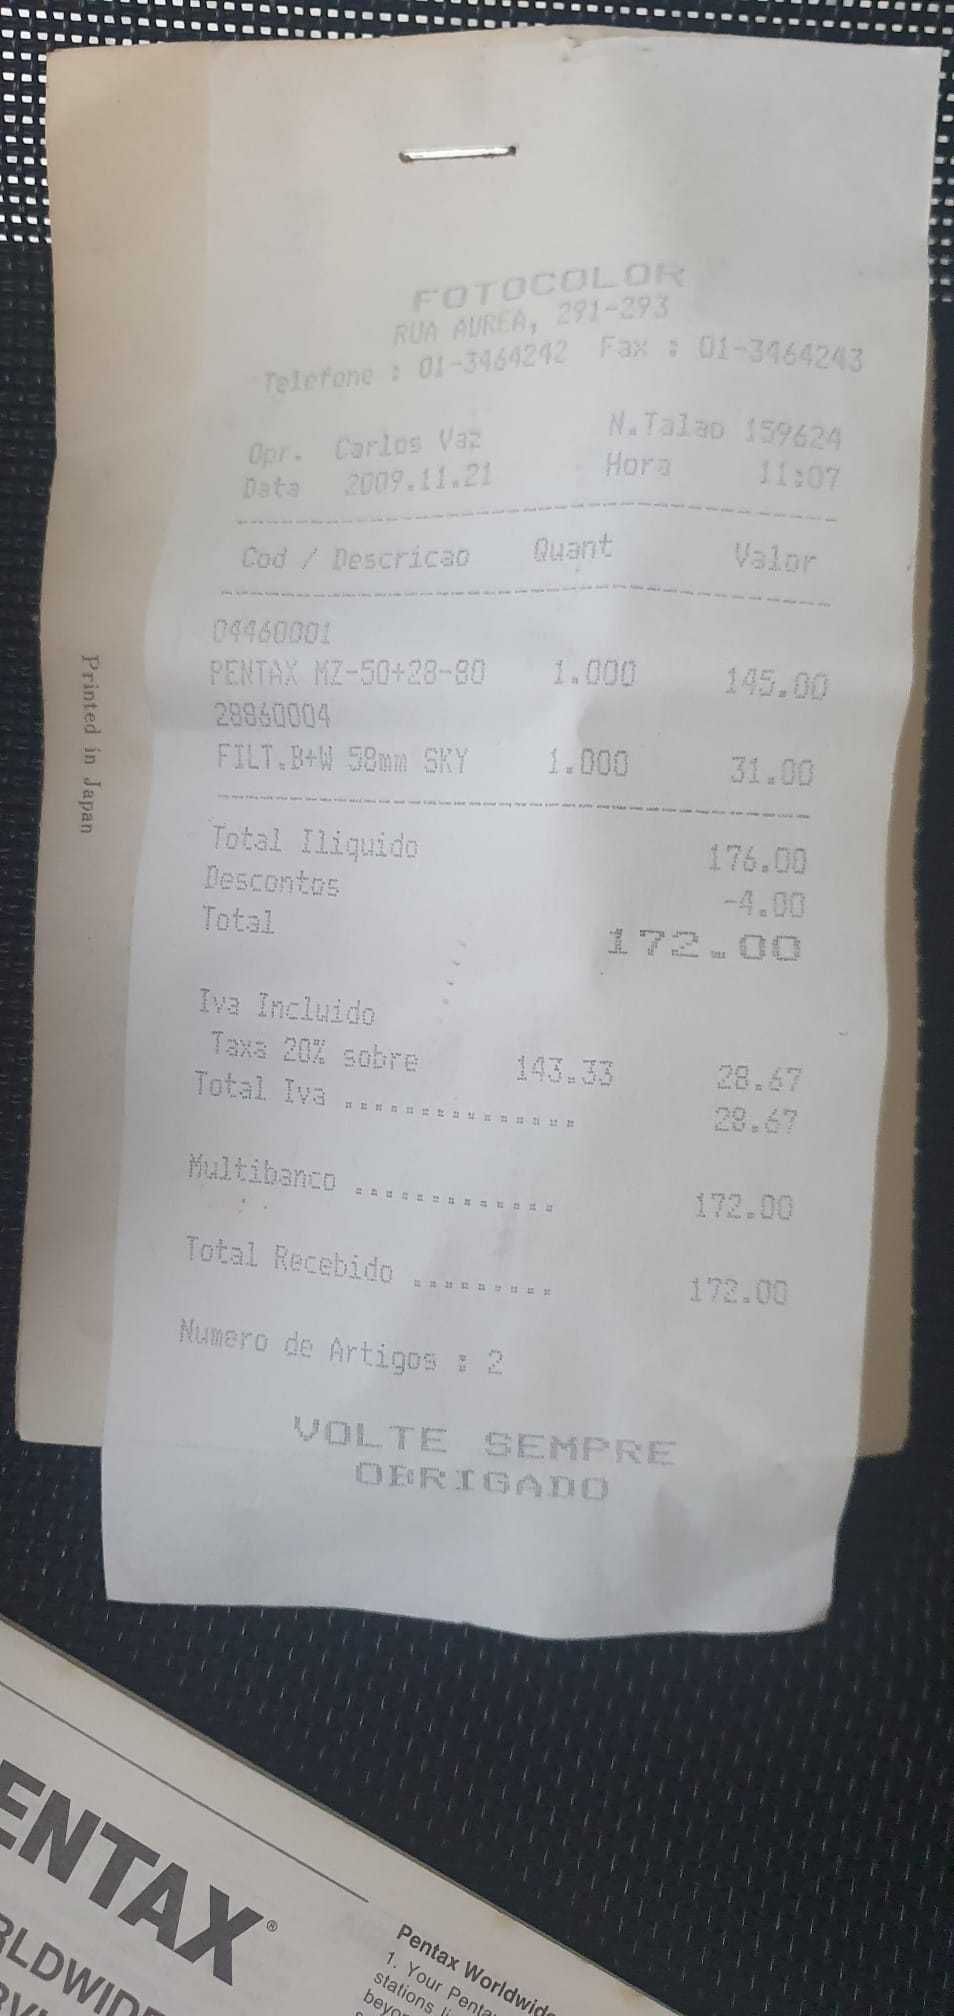 FOTOCOLOR
RUA AUREA, 291-293
Telefone : 01-3464242 Fax : 01-3464243
Opr. Carlos Vaz N.Talao 159624
Data 2009.11.21 Hora 11:07
Cod / Descricao Quant Valor
04460001
PENTAX MZ-50+28-80 1.000 145.00
28860004
FILT.B+W 58mm SKY 1.000 31.00
Total Iliquido 176.00
Descontos -4.00
Total 172.00
Iva Incluido
Taxa 20% sobre 143.33 28.67
Total Iva ............... 28.67
Multibanco ............. 172.00
Total Recebido ......... 172.00
Numero de Artigos : 2
VOLTE SEMPRE
OBRIGADO
Printed in Japan
ENTAX®
RLDWIDE
Pentax Worldwide
1. Your Penta
stations li
beyo